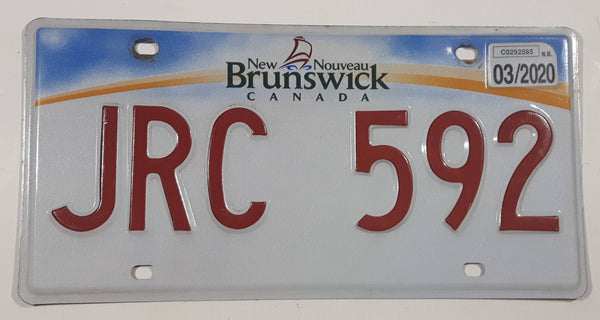 New Nouveau
Brunswick
CANADA
C0292585
N.B.
03/2020
JRC 592